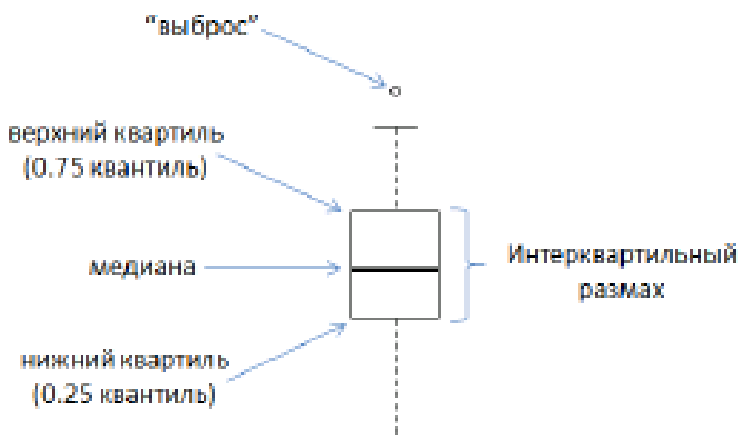 “выброс”
верхний квартиль
(0.75 квантиль)
медиана
Интерквартильный
размах
нижний квартиль
(0.25 квантиль)